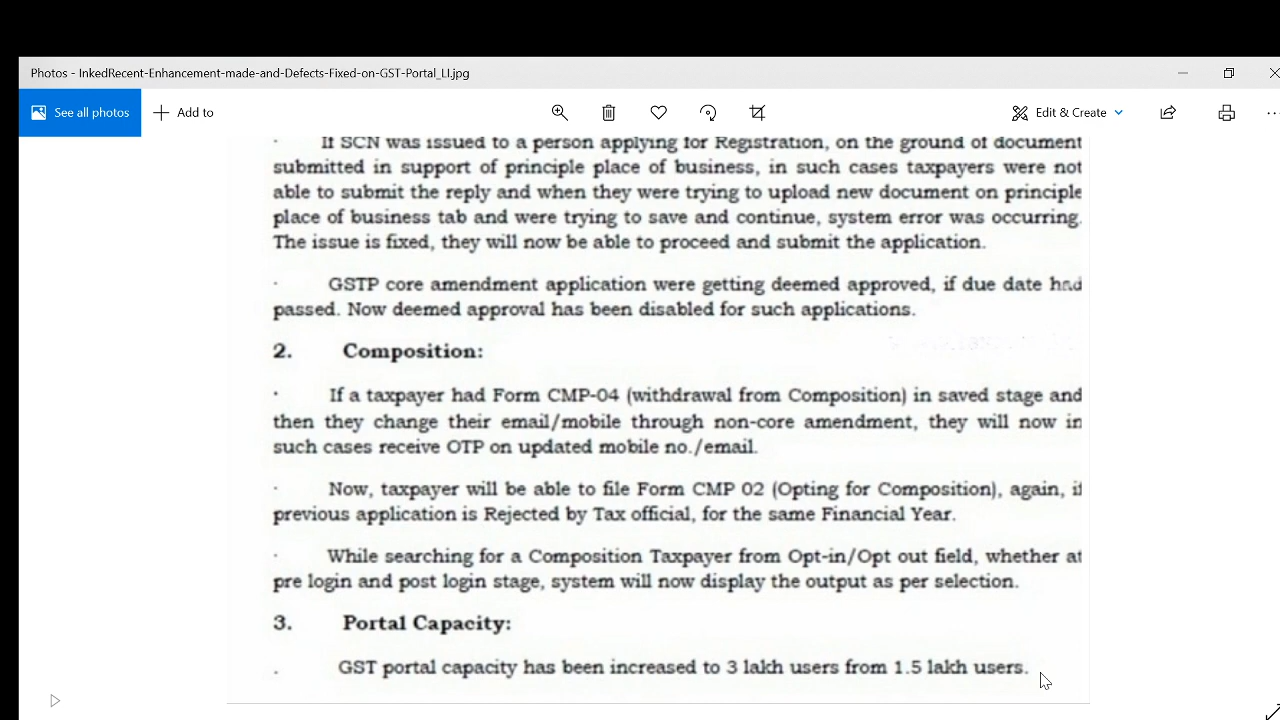 Photos - InkedRecent-Enhancement-made-and-Defects-Fixed-on-GST-Portal_LI.jpg
See all photos
Add to
Edit & Create
· If SCN was issued to a person applying for Registration, on the ground of document
submitted in support of principle place of business, in such cases taxpayers were not
able to submit the reply and when they were trying to upload new document on principle
place of business tab and were trying to save and continue, system error was occurring.
The issue is fixed, they will now be able to proceed and submit the application.
· GSTP core amendment application were getting deemed approved, if due date had
passed. Now deemed approval has been disabled for such applications.
2. Composition:
· If a taxpayer had Form CMP-04 (withdrawal from Composition) in saved stage and
then they change their email/mobile through non-core amendment, they will now in
such cases receive OTP on updated mobile no./email.
· Now, taxpayer will be able to file Form CMP 02 (Opting for Composition), again, if
previous application is Rejected by Tax official, for the same Financial Year.
· While searching for a Composition Taxpayer from Opt-in/Opt out field, whether at
pre login and post login stage, system will now display the output as per selection.
3. Portal Capacity:
. GST portal capacity has been increased to 3 lakh users from 1.5 lakh users.